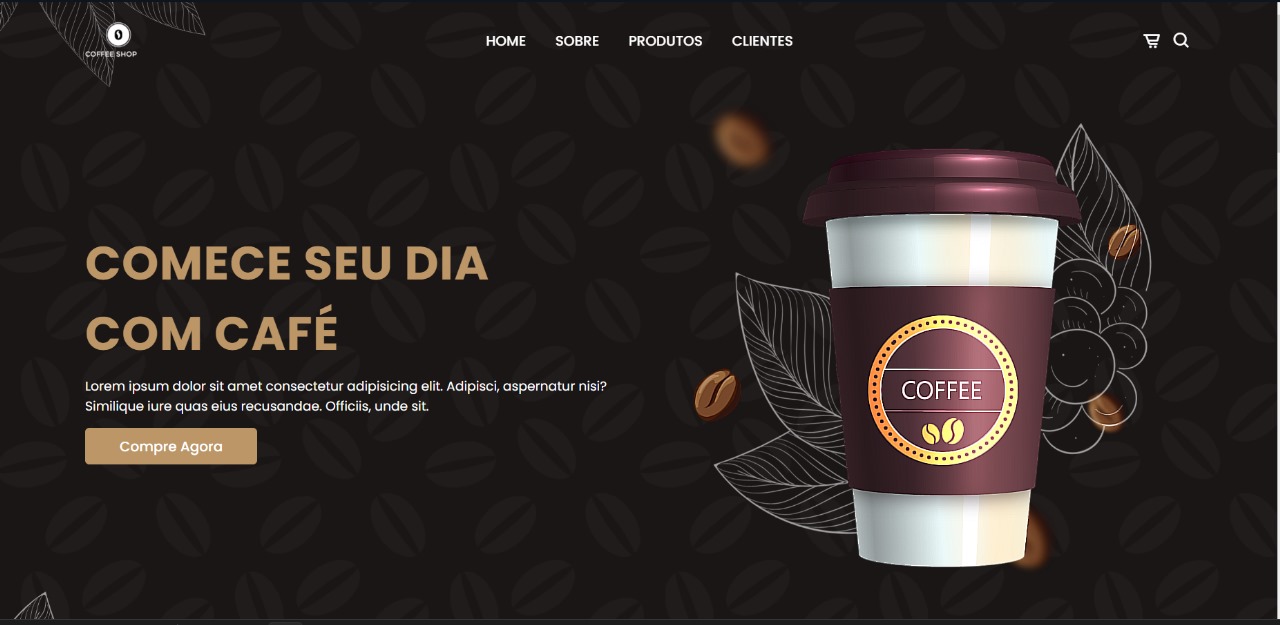 COFFEE SHOP
HOME SOBRE PRODUTOS CLIENTES
COMECE SEU DIA
COM CAFÉ
Lorem ipsum dolor sit amet consectetur adipisicing elit. Adipisci, aspernatur nisi?
Similique iure quas eius recusandae. Officiis, unde sit.
Compre Agora
COFFEE